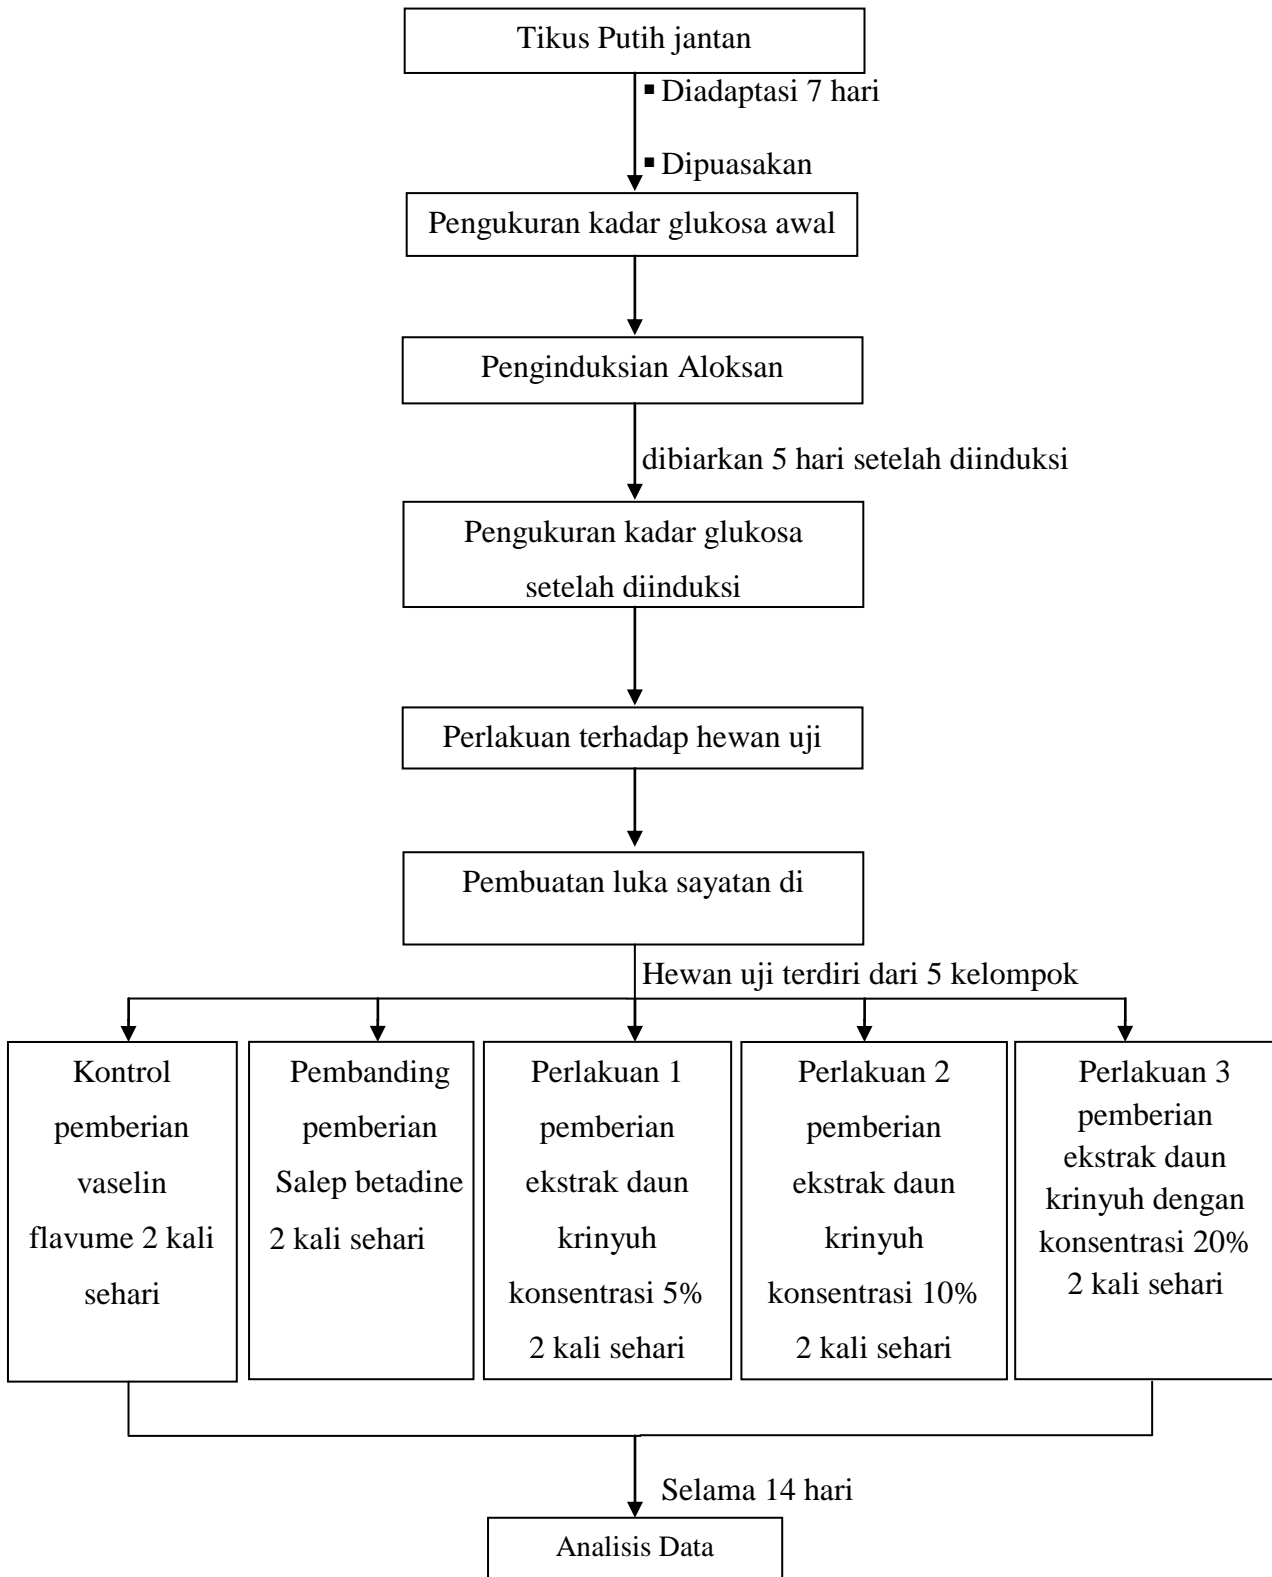 Tikus Putih jantan
▪ Diadaptasi 7 hari
▪ Dipuasakan
Pengukuran kadar glukosa awal
Penginduksian Aloksan
dibiarkan 5 hari setelah diinduksi
Pengukuran kadar glukosa
setelah diinduksi
Perlakuan terhadap hewan uji
Pembuatan luka sayatan di
Hewan uji terdiri dari 5 kelompok
Kontrol
pemberian
vaselin
flavume 2 kali
sehari
Pembanding
pemberian
Salep betadine
2 kali sehari
Perlakuan 1
pemberian
ekstrak daun
krinyuh
konsentrasi 5%
2 kali sehari
Perlakuan 2
pemberian
ekstrak daun
krinyuh
konsentrasi 10%
2 kali sehari
Perlakuan 3
pemberian
ekstrak daun
krinyuh dengan
konsentrasi 20%
2 kali sehari
Selama 14 hari
Analisis Data